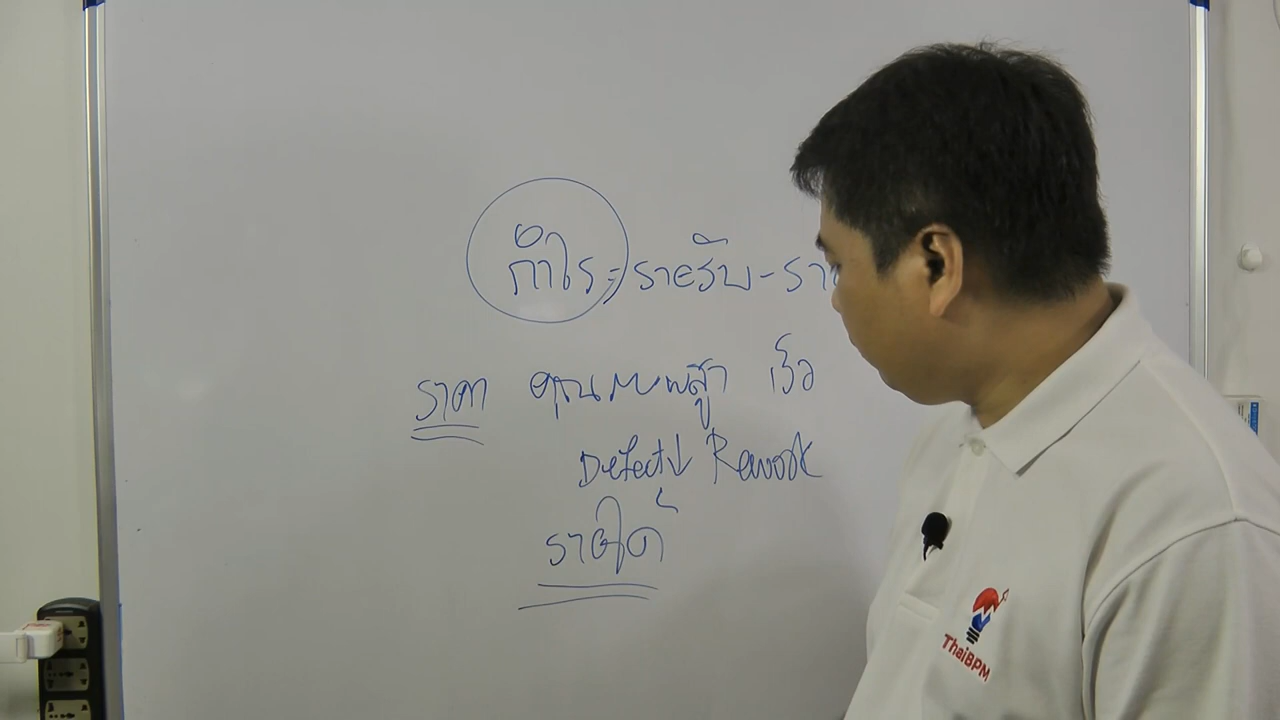 กำไร = รายรับ - รา
ราคา คุณภาพสูง เร็ว
Defect↓ Rework
รายได้
ThaiBPM